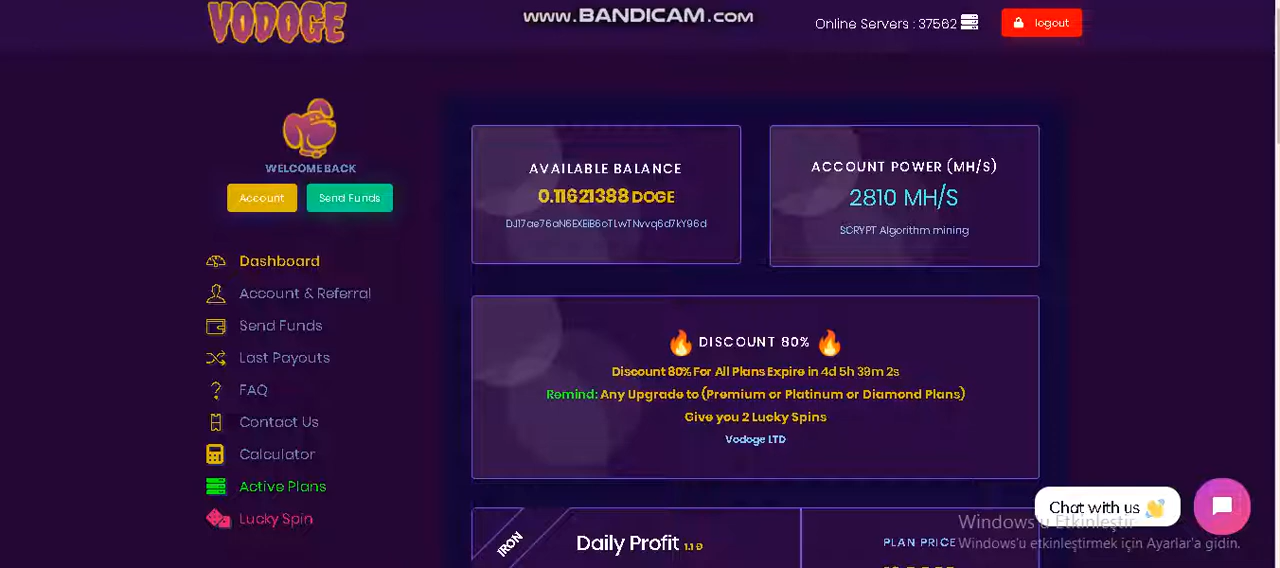 VODOGE
www.BANDICAM.com
Online Servers : 37562
logout
WELCOME BACK
Account
Send Funds
Dashboard
Account & Referral
Send Funds
Last Payouts
FAQ
Contact Us
Calculator
Active Plans
Lucky Spin
AVAILABLE BALANCE
0.11621388 DOGE
DJ17ae76aN6EXEiB6oTLwTNvvq6d7kY96d
ACCOUNT POWER (MH/S)
2810 MH/S
SCRYPT Algorithm mining
🔥 DISCOUNT 80% 🔥
Discount 80% For All Plans Expire in 4d 5h 39m 2s
Remind: Any Upgrade to (Premium or Platinum or Diamond Plans)
Give you 2 Lucky Spins
Vodoge LTD
IRON
Daily Profit 1.1 Ð
PLAN PRICE
Chat with us 👋
Windows'u Etkinleştir
Windows'u etkinleştirmek için Ayarlar'a gidin.